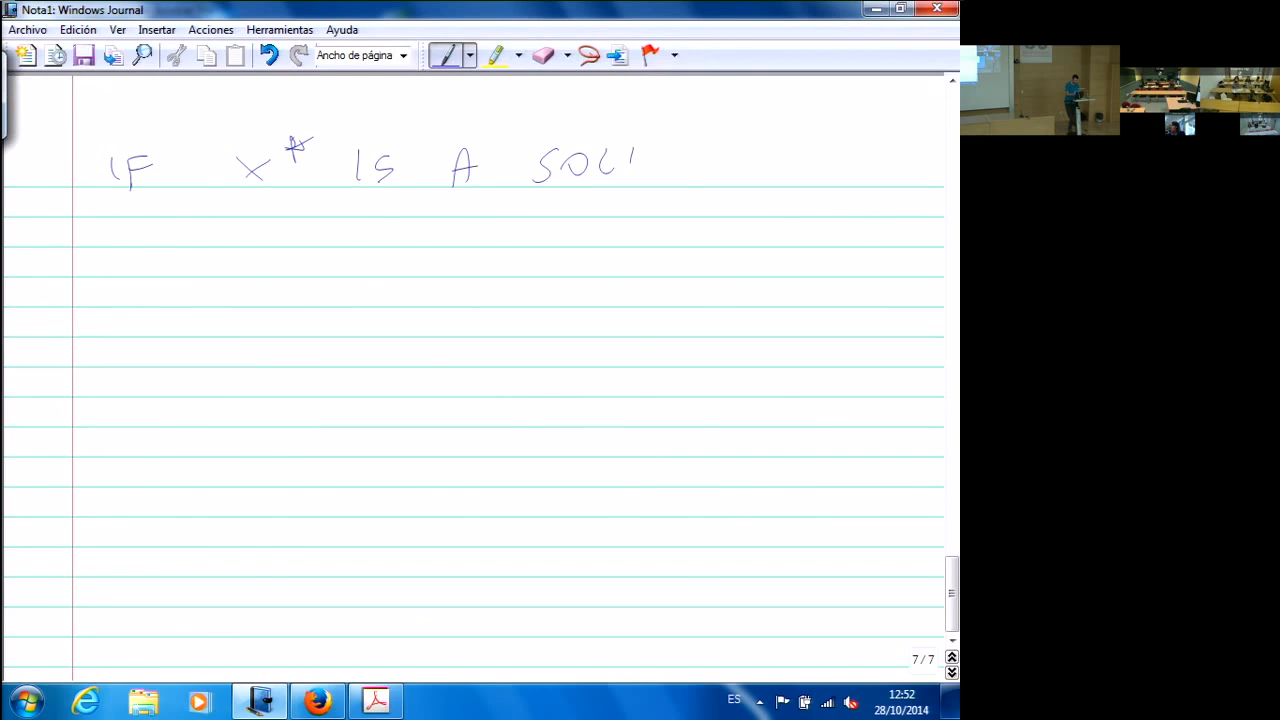 Nota1: Windows Journal
Archivo Edición Ver Insertar Acciones Herramientas Ayuda
Ancho de página
IF X* IS A SOL
7/7
ES
12:52
28/10/2014